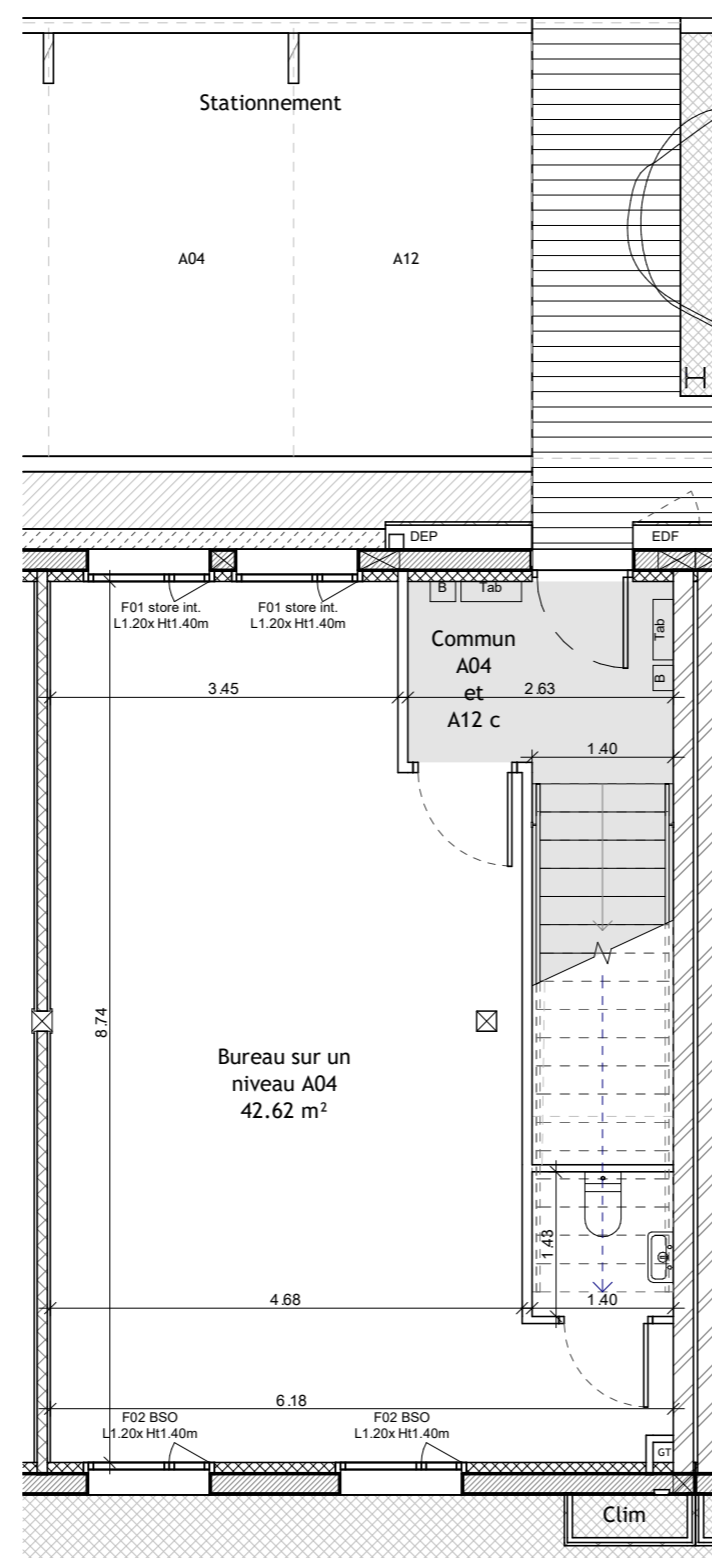 Stationnement
A04
A12
DEP
EDF
F01 store int.
L1.20x Ht1.40m
F01 store int.
L1.20x Ht1.40m
B
Tab
Tab
B
Commun
A04
et
A12 c
3.45
2.63
1.40
8.74
Bureau sur un
niveau A04
42.62 m²
1.43
4.68
1.40
6.18
F02 BSO
L1.20x Ht1.40m
F02 BSO
L1.20x Ht1.40m
GT
Clim